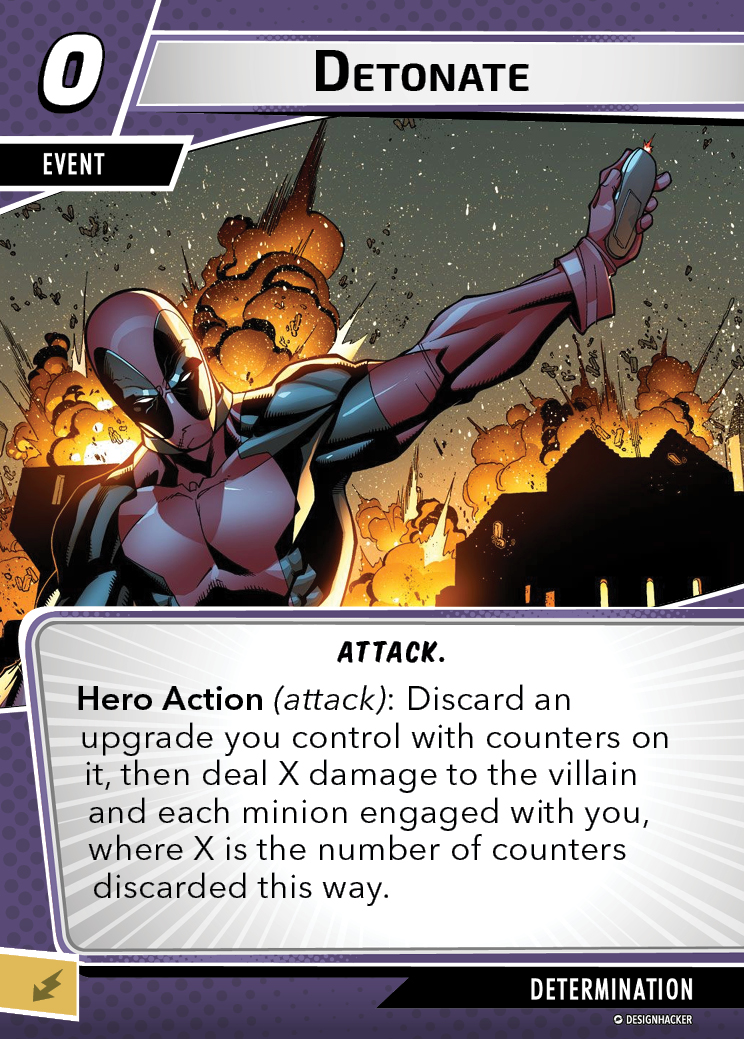 0
DETONATE
EVENT
ATTACK.
Hero Action (attack): Discard an
upgrade you control with counters on
it, then deal X damage to the villain
and each minion engaged with you,
where X is the number of counters
discarded this way.
DETERMINATION
DESIGNHACKER